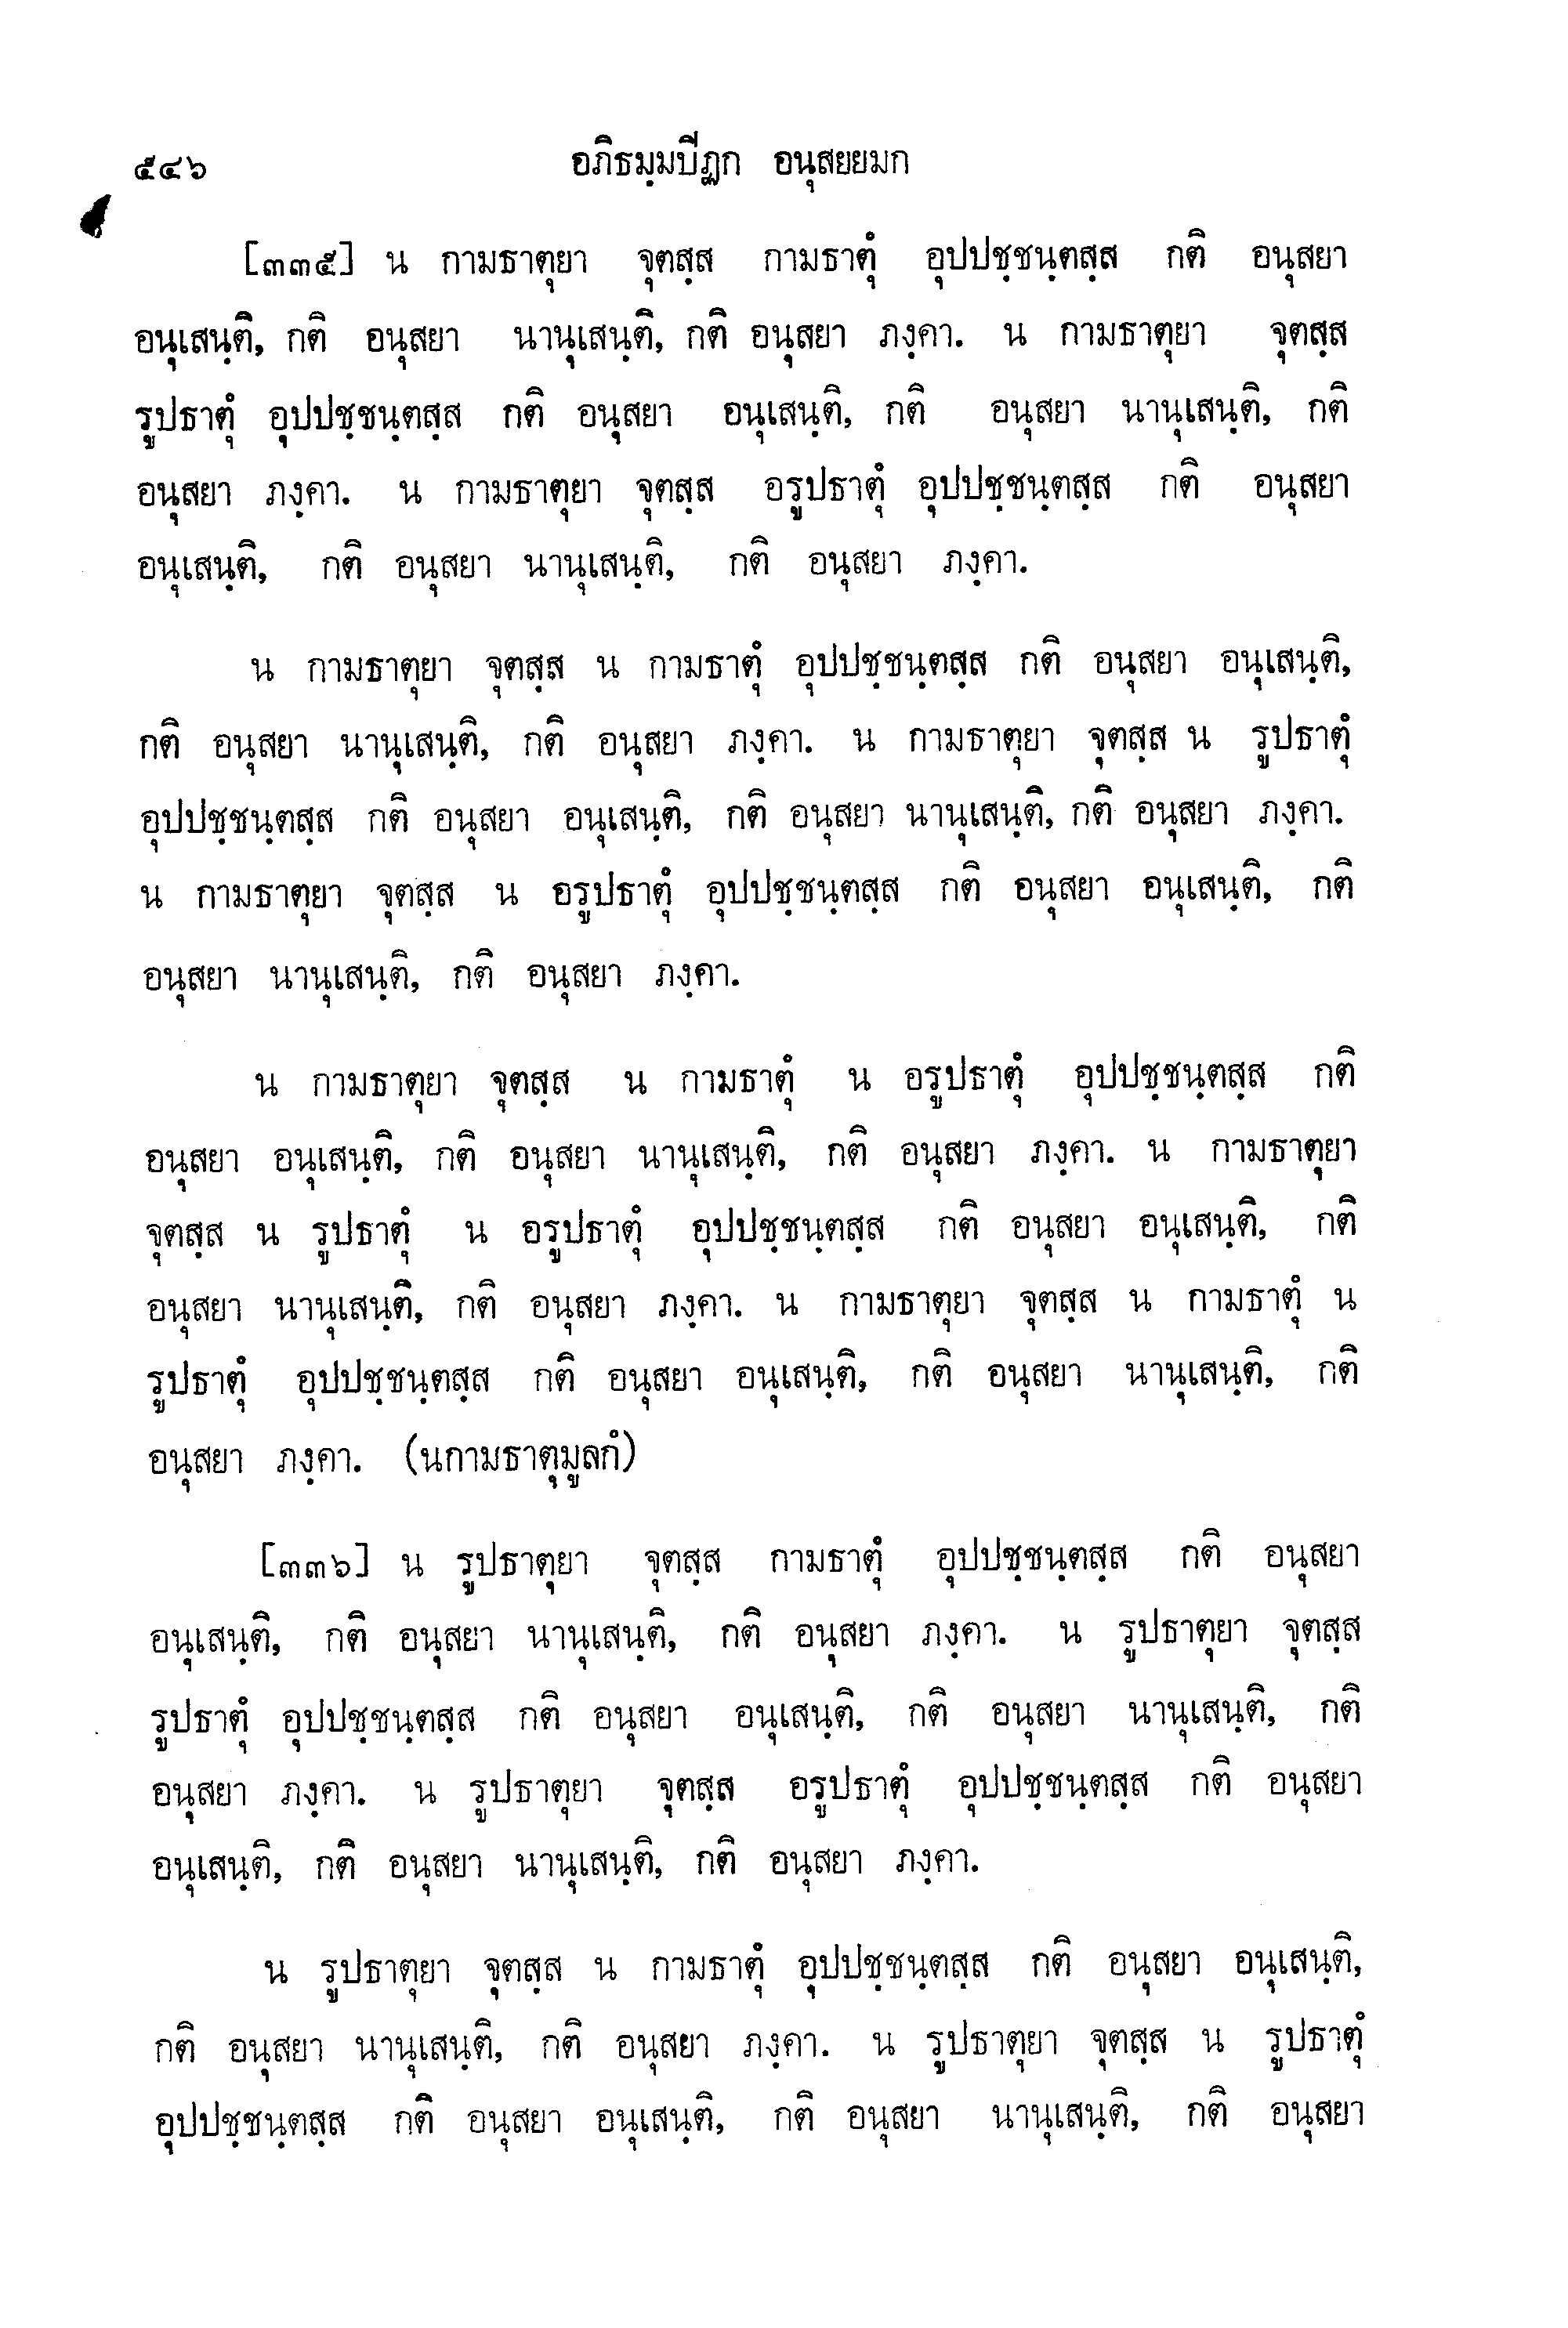 ๕๔๖ อภิธมฺมปีฏก อนุสยยมก
[๓๓๕] น กามธาตุยา จุตสฺส กามธาตุํ อุปปชฺชนฺตสฺส กติ อนุสยา
อนุเสนฺติ, กติ อนุสยา นานุเสนฺติ, กติ อนุสยา ภงฺคา. น กามธาตุยา จุตสฺส
รูปธาตุํ อุปปชฺชนฺตสฺส กติ อนุสยา อนุเสนฺติ, กติ อนุสยา นานุเสนฺติ, กติ
อนุสยา ภงฺคา. น กามธาตุยา จุตสฺส อรูปธาตุํ อุปปชฺชนฺตสฺส กติ อนุสยา
อนุเสนฺติ, กติ อนุสยา นานุเสนฺติ, กติ อนุสยา ภงฺคา.
น กามธาตุยา จุตสฺส น กามธาตุํ อุปปชฺชนฺตสฺส กติ อนุสยา อนุเสนฺติ,
กติ อนุสยา นานุเสนฺติ, กติ อนุสยา ภงฺคา. น กามธาตุยา จุตสฺส น รูปธาตุํ
อุปปชฺชนฺตสฺส กติ อนุสยา อนุเสนฺติ, กติ อนุสยา นานุเสนฺติ, กติ อนุสยา ภงฺคา.
น กามธาตุยา จุตสฺส น อรูปธาตุํ อุปปชฺชนฺตสฺส กติ อนุสยา อนุเสนฺติ, กติ
อนุสยา นานุเสนฺติ, กติ อนุสยา ภงฺคา.
น กามธาตุยา จุตสฺส น กามธาตุํ น อรูปธาตุํ อุปปชฺชนฺตสฺส กติ
อนุสยา อนุเสนฺติ, กติ อนุสยา นานุเสนฺติ, กติ อนุสยา ภงฺคา. น กามธาตุยา
จุตสฺส น รูปธาตุํ น อรูปธาตุํ อุปปชฺชนฺตสฺส กติ อนุสยา อนุเสนฺติ, กติ
อนุสยา นานุเสนฺติ, กติ อนุสยา ภงฺคา. น กามธาตุยา จุตสฺส น กามธาตุํ น
รูปธาตุํ อุปปชฺชนฺตสฺส กติ อนุสยา อนุเสนฺติ, กติ อนุสยา นานุเสนฺติ, กติ
อนุสยา ภงฺคา. (นกามธาตุมูลกํ)
[๓๓๖] น รูปธาตุยา จุตสฺส กามธาตุํ อุปปชฺชนฺตสฺส กติ อนุสยา
อนุเสนฺติ, กติ อนุสยา นานุเสนฺติ, กติ อนุสยา ภงฺคา. น รูปธาตุยา จุตสฺส
รูปธาตุํ อุปปชฺชนฺตสฺส กติ อนุสยา อนุเสนฺติ, กติ อนุสยา นานุเสนฺติ, กติ
อนุสยา ภงฺคา. น รูปธาตุยา จุตสฺส อรูปธาตุํ อุปปชฺชนฺตสฺส กติ อนุสยา
อนุเสนฺติ, กติ อนุสยา นานุเสนฺติ, กติ อนุสยา ภงฺคา.
น รูปธาตุยา จุตสฺส น กามธาตุํ อุปปชฺชนฺตสฺส กติ อนุสยา อนุเสนฺติ,
กติ อนุสยา นานุเสนฺติ, กติ อนุสยา ภงฺคา. น รูปธาตุยา จุตสฺส น รูปธาตุํ
อุปปชฺชนฺตสฺส กติ อนุสยา อนุเสนฺติ, กติ อนุสยา นานุเสนฺติ, กติ อนุสยา